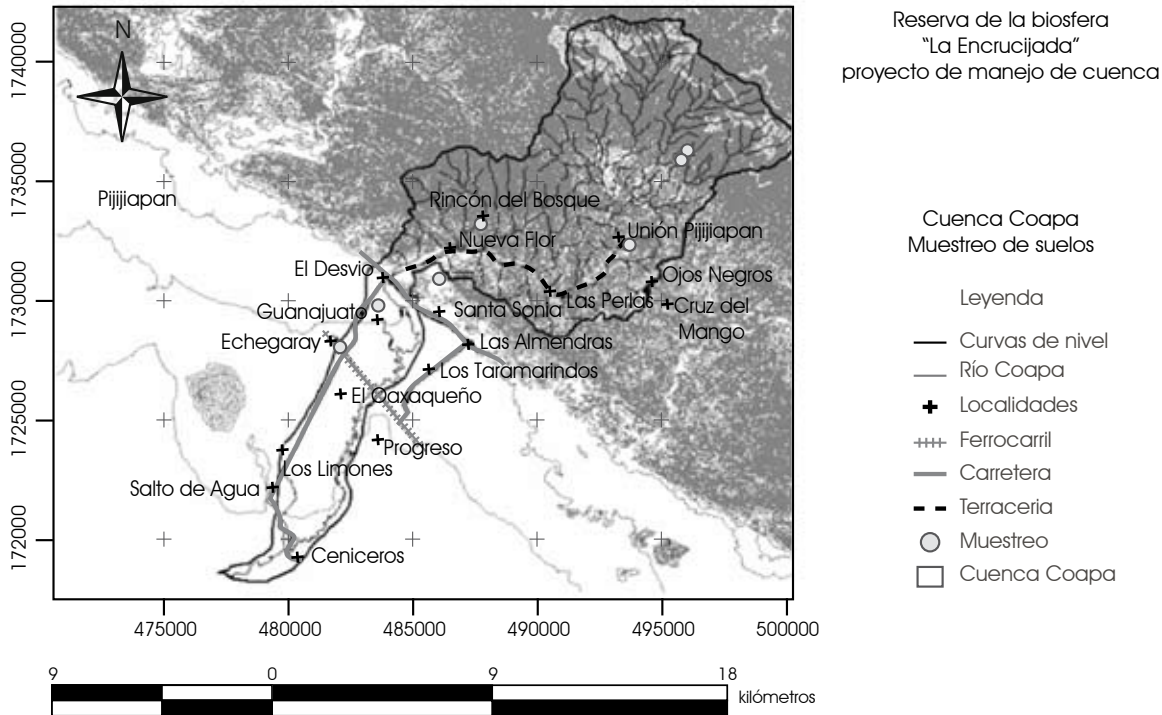 N
1740000
1735000
1730000
1725000
1720000
Pijijiapan
Rincón del Bosque
Nueva Flor
Unión Pijijiapan
El Desvio
Ojos Negros
Guanajuato
Santa Sonia
Las Perlas
Cruz del
Mango
Echegaray
Las Almendras
Los Taramarindos
El Oaxaqueño
Progreso
Los Limones
Salto de Agua
Ceniceros
475000
480000
485000
490000
495000
500000
9
0
9
18
kilómetros
Reserva de la biosfera
"La Encrucijada"
proyecto de manejo de cuenca
Cuenca Coapa
Muestreo de suelos
Leyenda
Curvas de nivel
Río Coapa
Localidades
Ferrocarril
Carretera
Terraceria
Muestreo
Cuenca Coapa